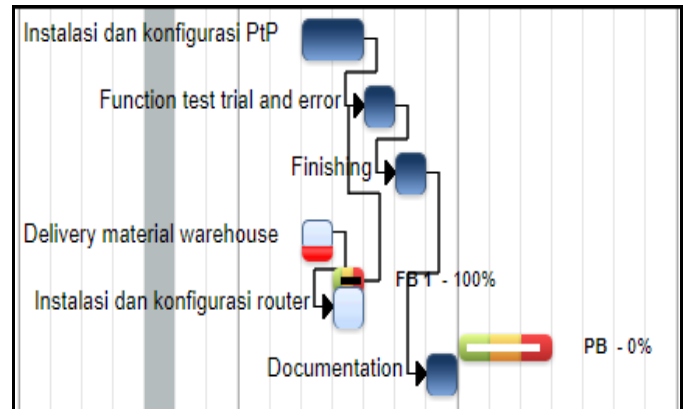 Instalasi dan konfigurasi PtP
Function test trial and error
Finishing
Delivery material warehouse
FB 1 - 100%
Instalasi dan konfigurasi router
PB - 0%
Documentation